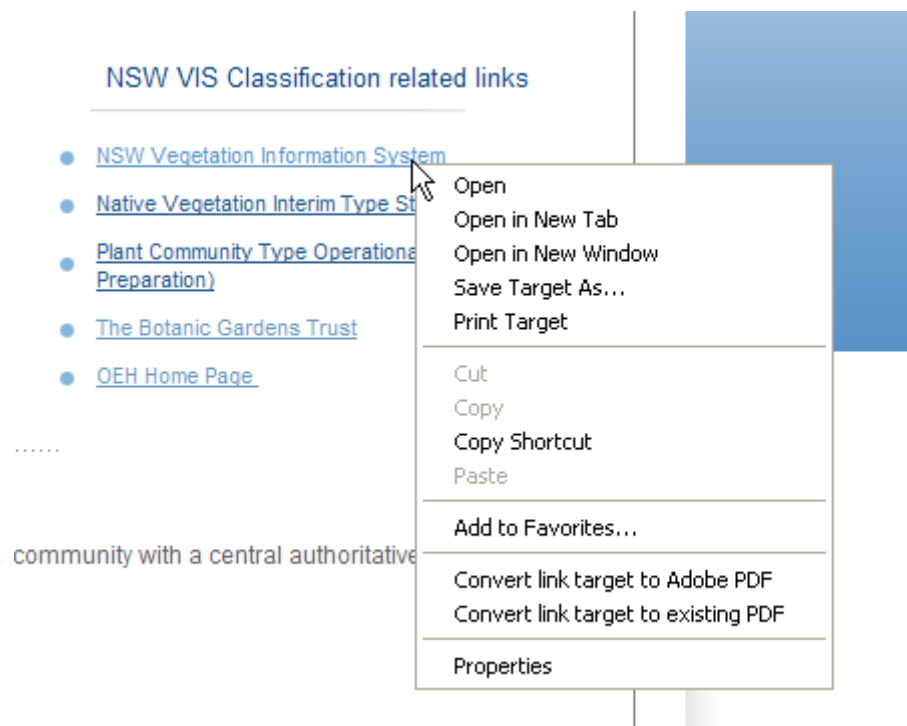 NSW VIS Classification related links
NSW Vegetation Information System
Native Vegetation Interim Type
Plant Community Type
Preparation)
The Botanic Gardens Trust
OEH Home Page
......
community with a central authoritative
Open
Open in New Tab
Open in New Window
Save Target As...
Print Target
Cut
Copy
Copy Shortcut
Paste
Add to Favorites...
Convert link target to Adobe PDF
Convert link target to existing PDF
Properties